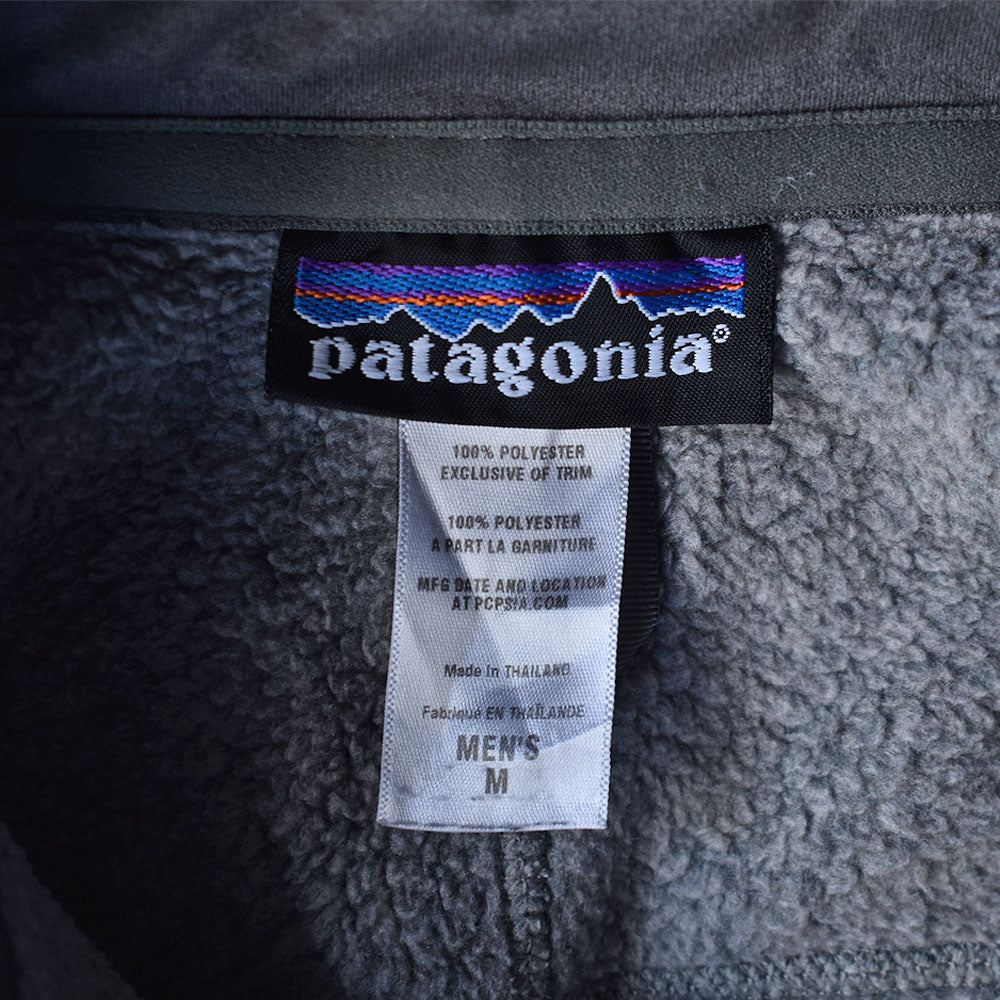 patagonia®
100% POLYESTER
EXCLUSIVE OF TRIM
100% POLYESTER
A PART LA GARNITURE
MFG DATE AND LOCATION
AT PCPSIA.COM
Made In THAILAND
Fabriqué EN THAÏLANDE
MEN'S
M